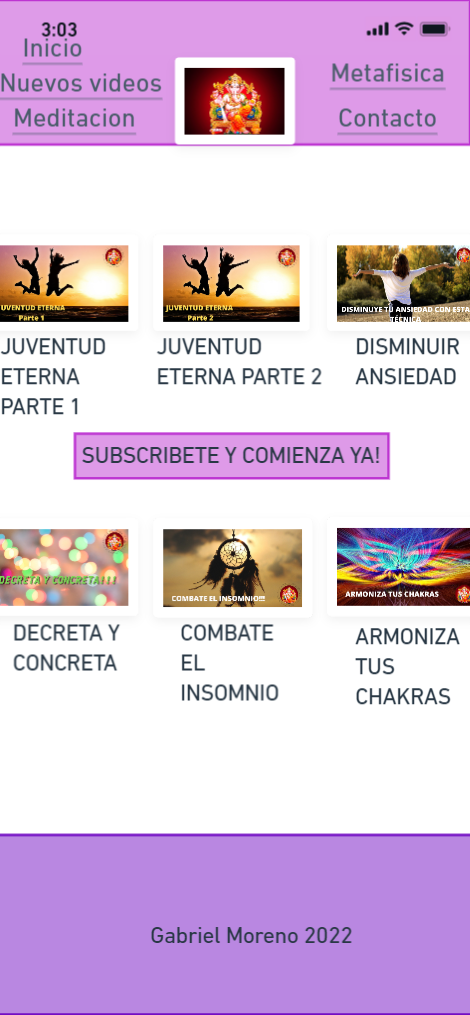 3:03
Inicio
Nuevos videos
Meditacion
Metafisica
Contacto
JUVENTUD ETERNA
Parte 1
JUVENTUD ETERNA
Parte 2
DISMINUYE TU ANSIEDAD CON ESTA
TÉCNICA
JUVENTUD
ETERNA
PARTE 1
JUVENTUD
ETERNA PARTE 2
DISMINUIR
ANSIEDAD
SUBSCRIBETE Y COMIENZA YA!
DECRETA Y CONCRETA!!!
COMBATE EL INSOMNIO!!!
ARMONIZA TUS CHAKRAS
DECRETA Y
CONCRETA
COMBATE
EL
INSOMNIO
ARMONIZA
TUS
CHAKRAS
Gabriel Moreno 2022